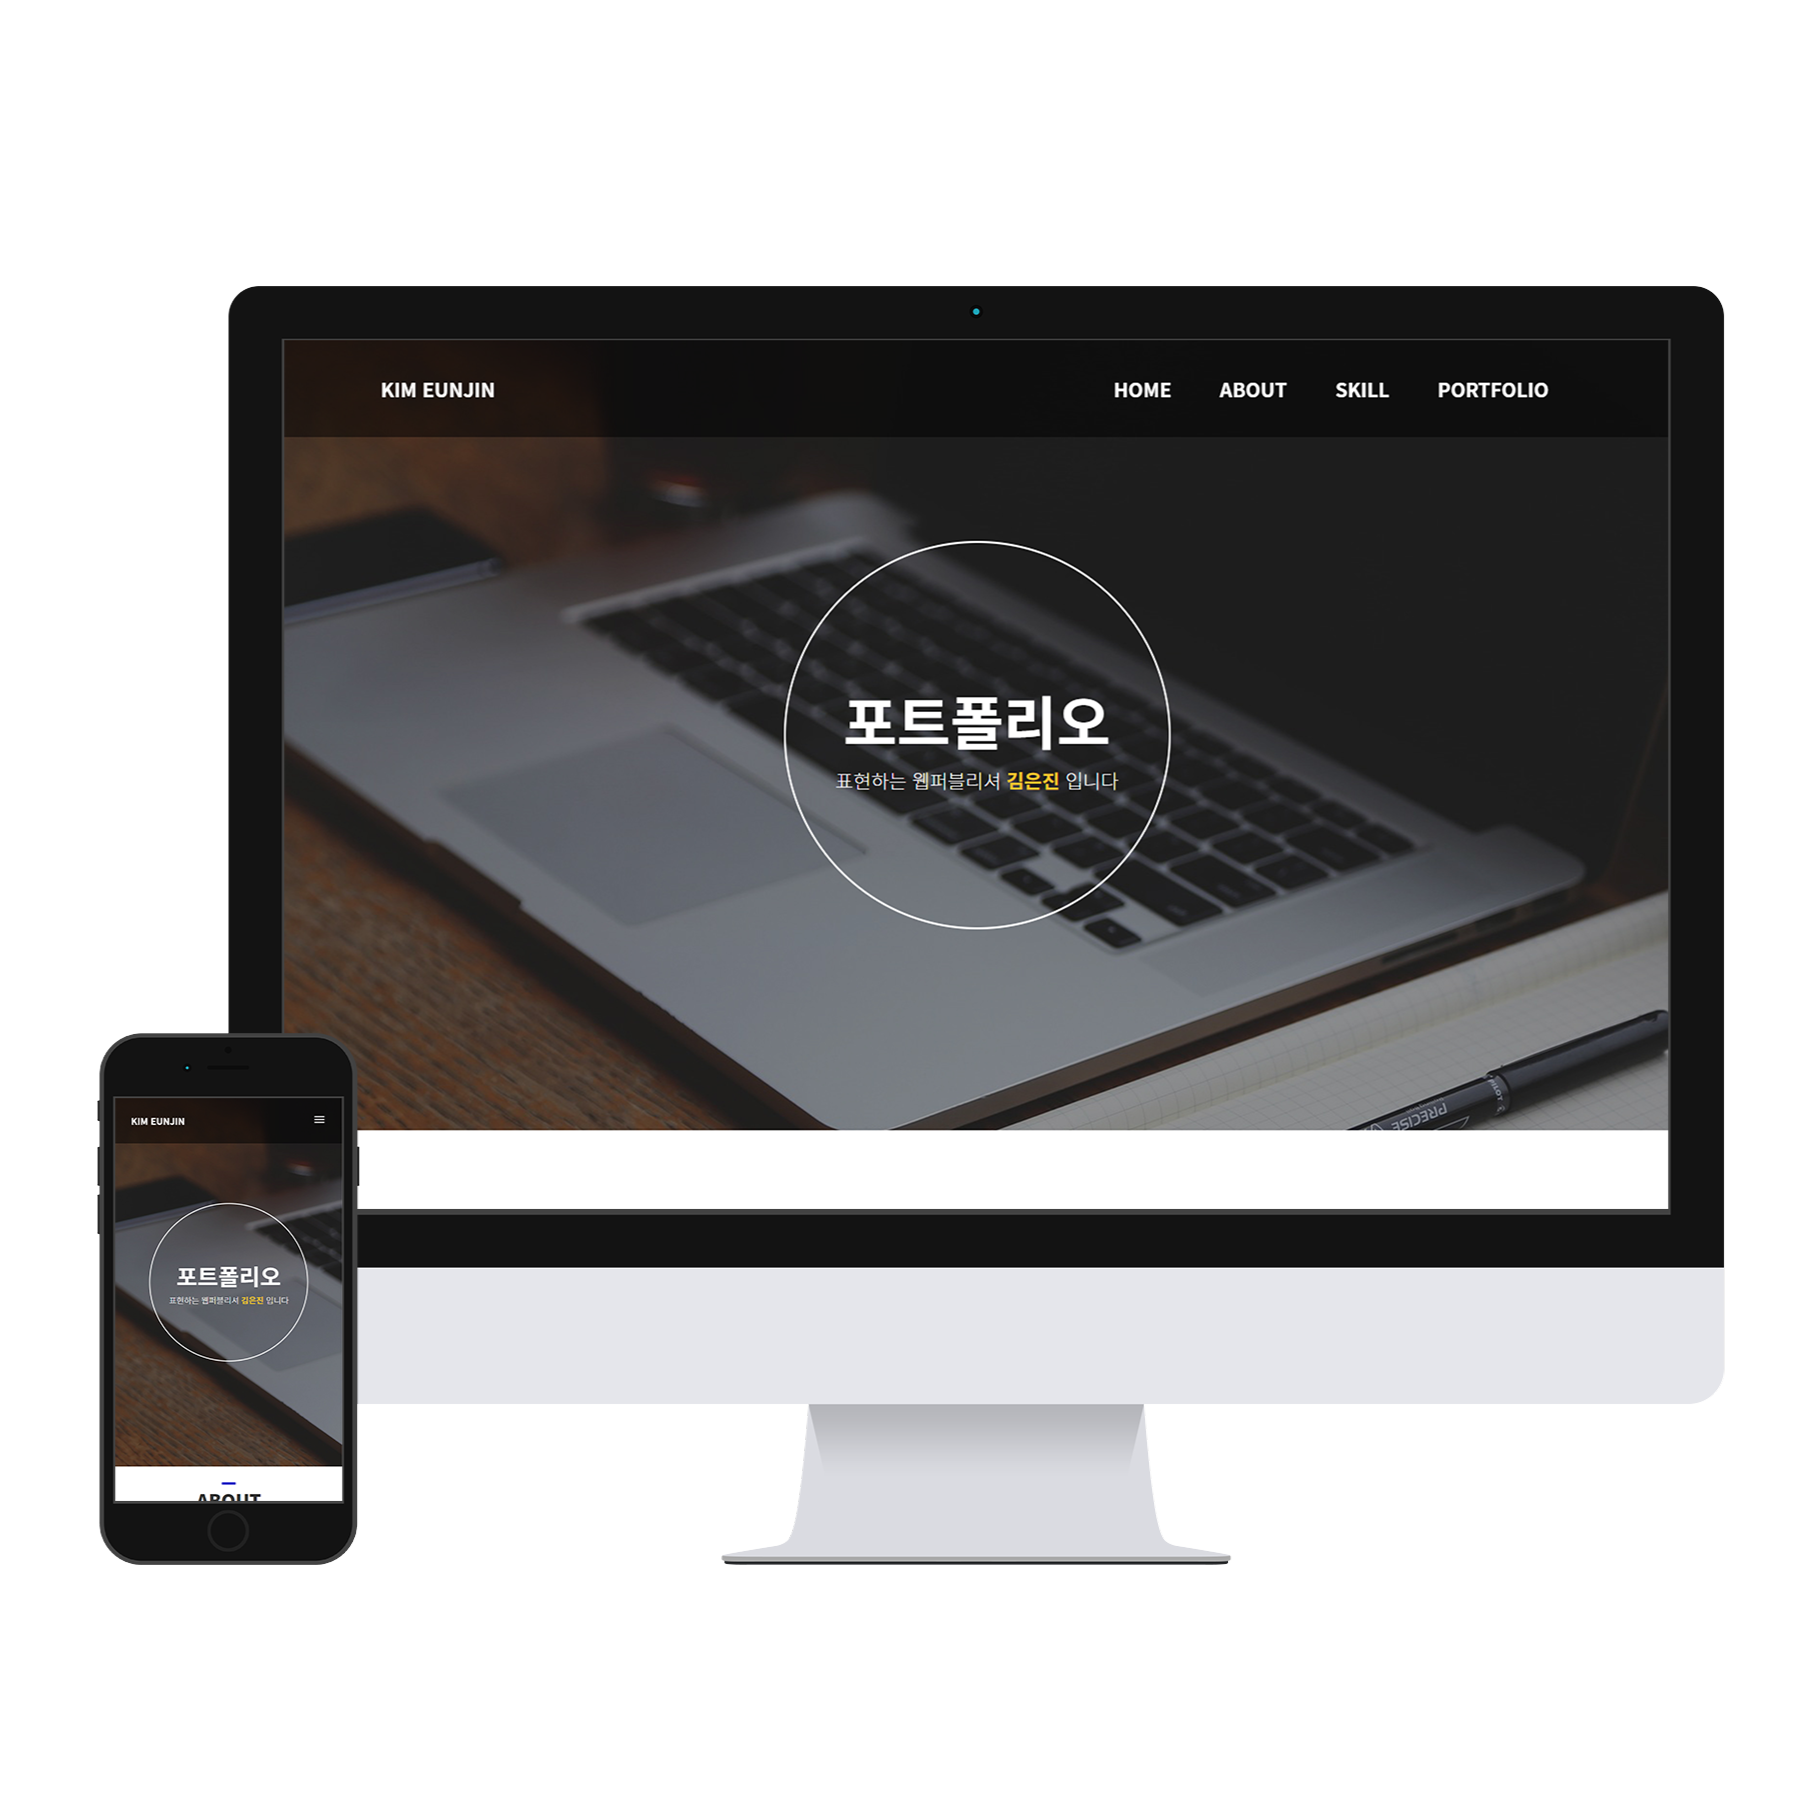 KIM EUNJIN HOME ABOUT SKILL PORTFOLIO
포트폴리오
표현하는 웹퍼블리셔 김은진 입니다
PILOT
PRECISE
KIM EUNJIN
포트폴리오
표현하는 웹퍼블리셔 김은진 입니다
ABOUT